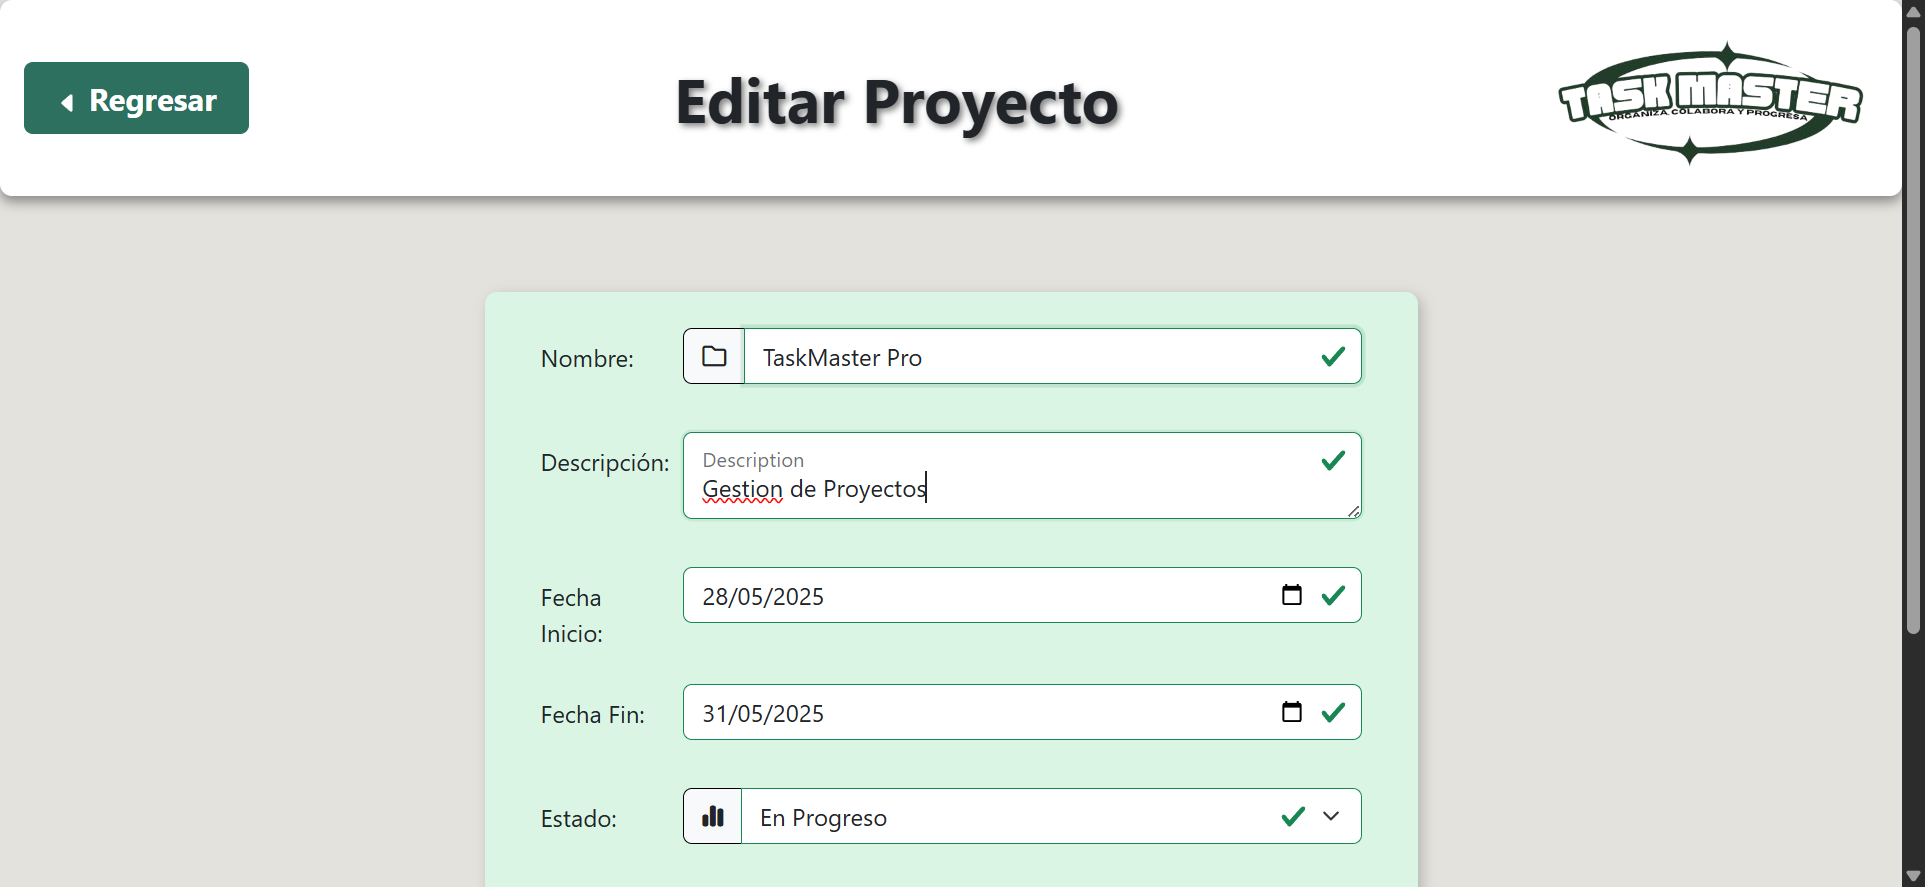 Regresar
Editar Proyecto
TASK MASTER
ORGANIZA, COLABORA Y PROGRESA
Nombre:
TaskMaster Pro
Descripción:
Description
Gestion de Proyectos
Fecha
Inicio:
28/05/2025
Fecha Fin:
31/05/2025
Estado:
En Progreso